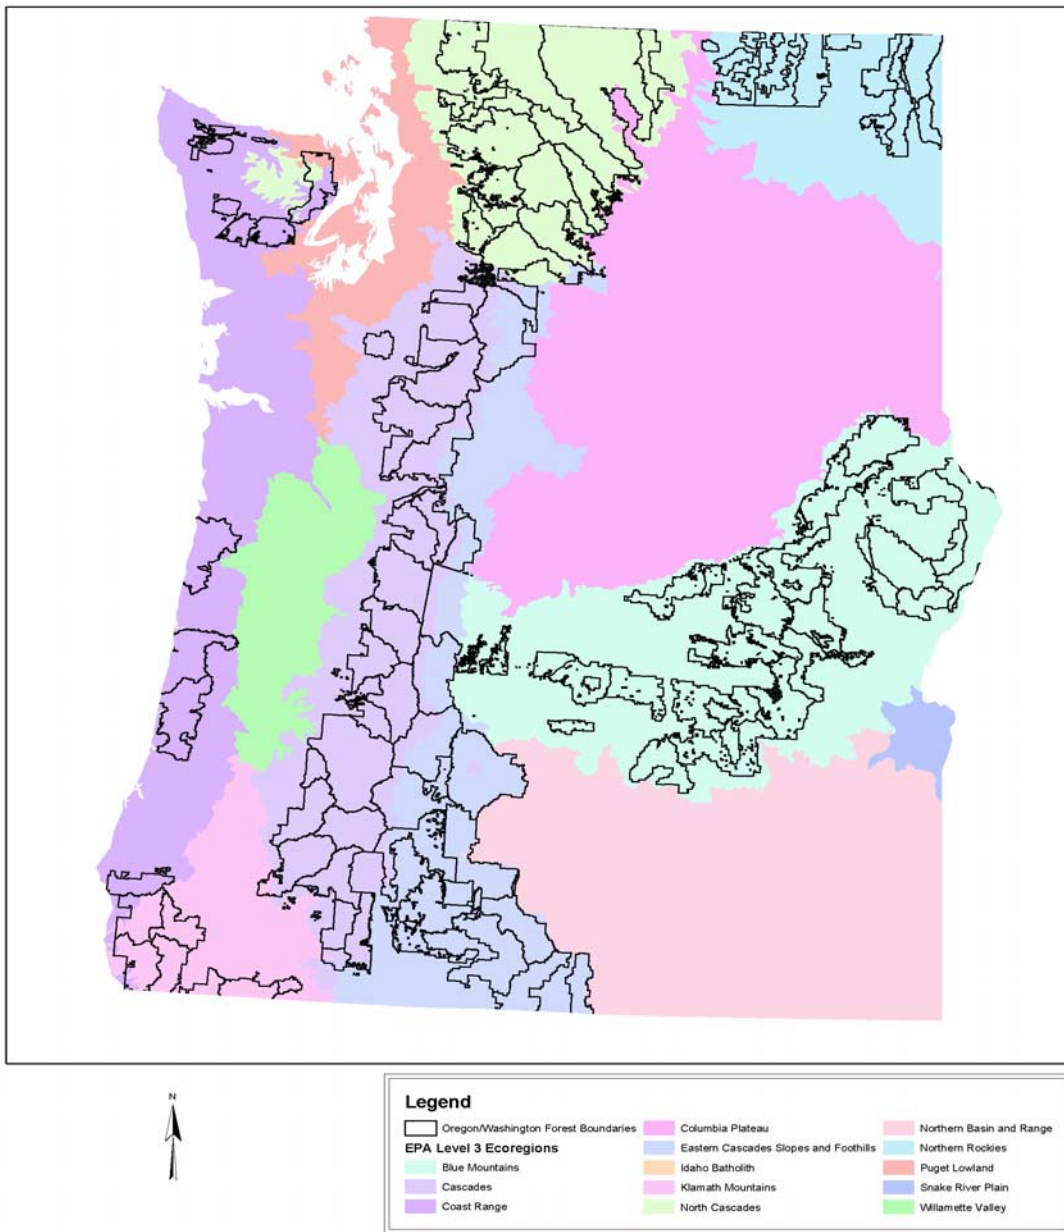 N
Legend
Oregon/Washington Forest Boundaries
EPA Level 3 Ecoregions
Blue Mountains
Cascades
Coast Range
Columbia Plateau
Eastern Cascades Slopes and Foothills
Idaho Batholith
Klamath Mountains
North Cascades
Northern Basin and Range
Northern Rockies
Puget Lowland
Snake River Plain
Willamette Valley